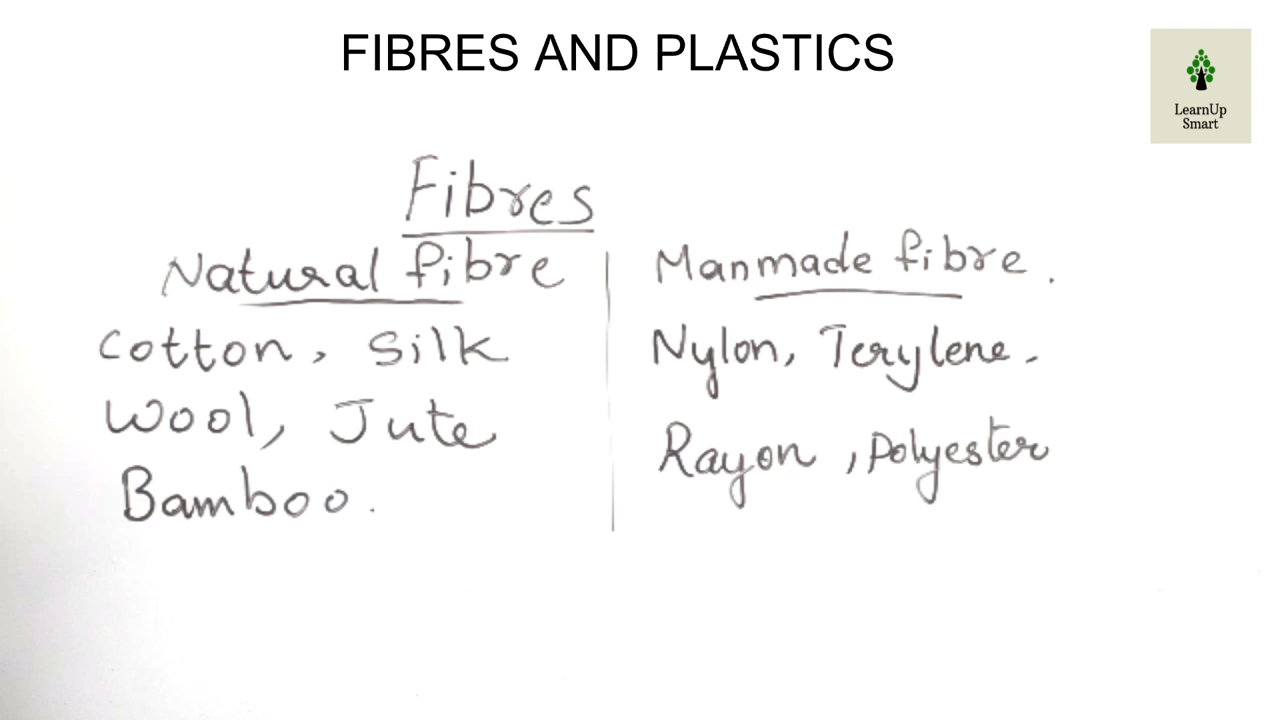 FIBRES AND PLASTICS
LearnUp
Smart
Fibres
Natural fibre
Manmade fibre.
Cotton, Silk
Nylon, Terylene.
Wool, Jute
Rayon, Polyester
Bamboo.